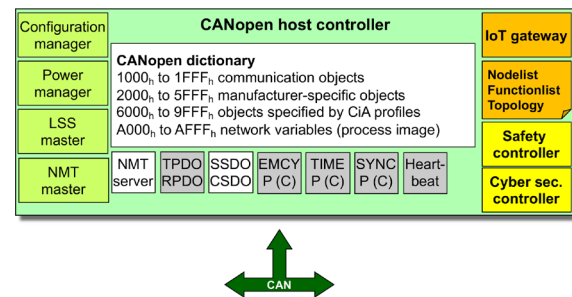 CANopen host controller
Configuration
manager
Power
manager
LSS
master
NMT
master
CANopen dictionary
1000h to 1FFFh communication objects
2000h to 5FFFh manufacturer-specific objects
6000h to 9FFFh objects specified by CiA profiles
A000h to AFFFh network variables (process image)
NMT
server
TPDO
RPDO
SSDO
CSDO
EMCY
P (C)
TIME
P (C)
SYNC
P (C)
Heart-
beat
IoT gateway
Nodelist
Functionlist
Topology
Safety
controller
Cyber sec.
controller
CAN